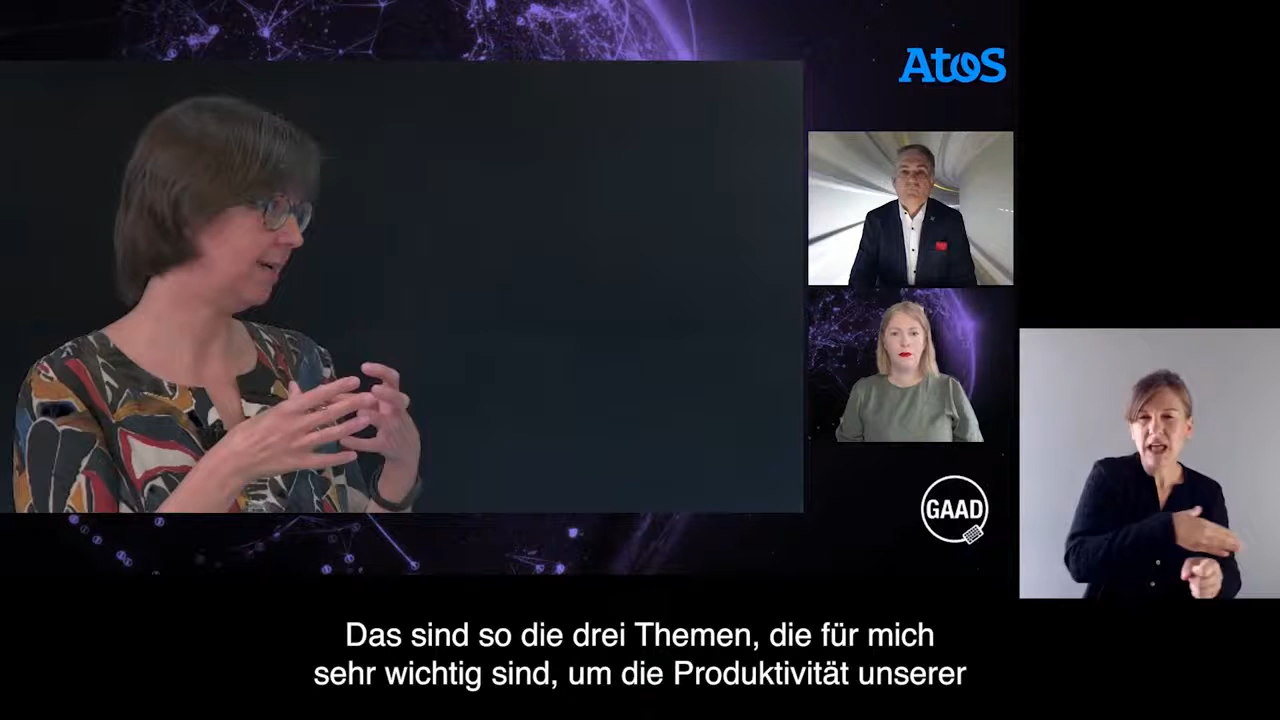 Atos
GAAD
Das sind so die drei Themen, die für mich
sehr wichtig sind, um die Produktivität unserer